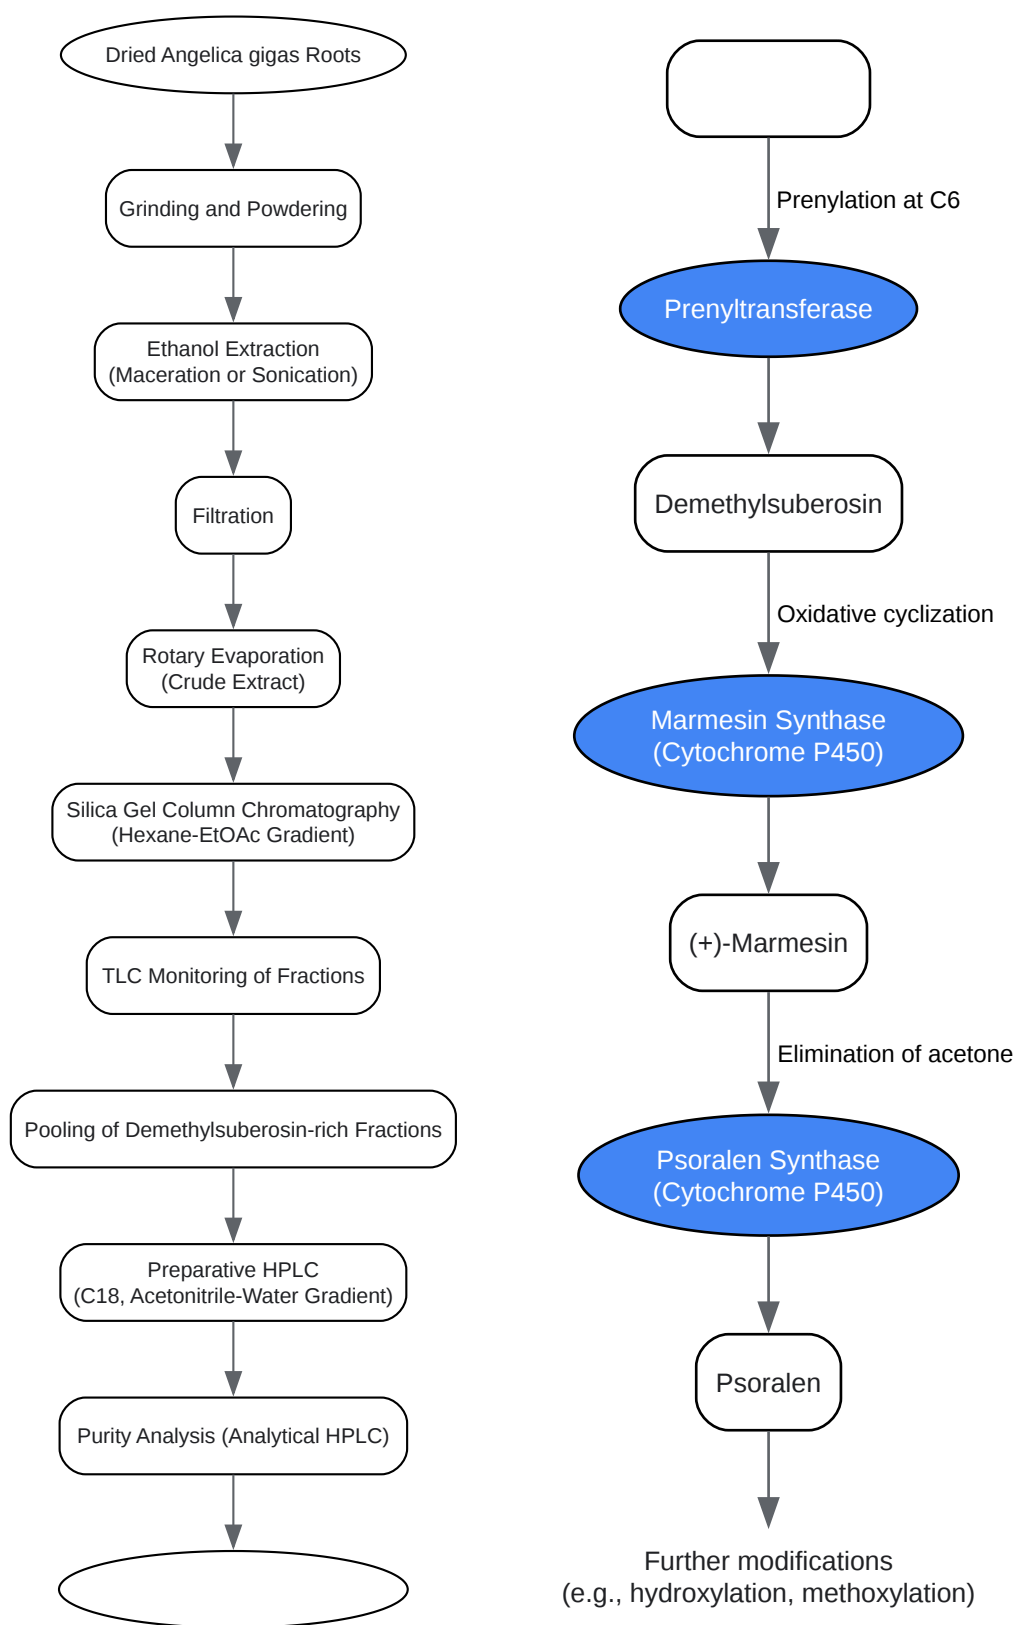 Dried Angelica gigas Roots
Grinding and Powdering
Ethanol Extraction
(Maceration or Sonication)
Filtration
Rotary Evaporation
(Crude Extract)
Silica Gel Column Chromatography
(Hexane-EtOAc Gradient)
TLC Monitoring of Fractions
Pooling of Demethylsuberosin-rich Fractions
Preparative HPLC
(C18, Acetonitrile-Water Gradient)
Purity Analysis (Analytical HPLC)
Prenylation at C6
Prenyltransferase
Demethylsuberosin
Oxidative cyclization
Marmesin Synthase
(Cytochrome P450)
(+)-Marmesin
Elimination of acetone
Psoralen Synthase
(Cytochrome P450)
Psoralen
Further modifications
(e.g., hydroxylation, methoxylation)